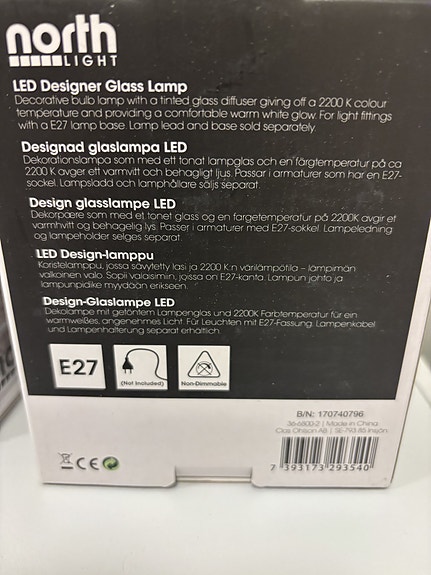 north
LIGHT
LED Designer Glass Lamp
Decorative bulb lamp with a tinted glass diffuser giving off a 2200 K colour
temperature and providing a comfortable warm white glow. For light fittings
with a E27 lamp base. Lamp lead and base sold separately.
Designad glaslampa LED
Dekorationslampa som med ett tonat lampglas och en färgtemperatur på ca
2200 K avger ett varmvitt och behagligt ljus. Passar i armaturer som har en E27-
sockel. Lampsladd och lamphållare säljs separat.
Design glasslampe LED
Dekorpære som med et tonet glass og en fargetemperatur på 2200K avgir et
varmhvitt og behagelig lys. Passer i armaturer med E27-sokkel. Lampeledning
og lampeholder selges separat.
LED Design-lamppu
Koristelamppu, jossa sävytetty lasi ja 2200 K:n värilämpötila – lämpimän
valkoinen valo. Sopii valaisimiin, joissa on E27-kanta. Lampun johto ja
lampunpidike myydään erikseen.
Design-Glaslampe LED
Dekolampe mit getöntem Lampenglas und 2200K Farbtemperatur für ein
warmweißes, angenehmes Licht. Für Leuchten mit E27-Fassung. Lampenkabel
und Lampenhalterung separat erhältlich.
E27
(Not Included)
Non-Dimmable
B/N: 170740796
36-6800-2 | Made in China
Clas Ohlson AB | SE-793 85 Insjön
CE
7 393173 293540